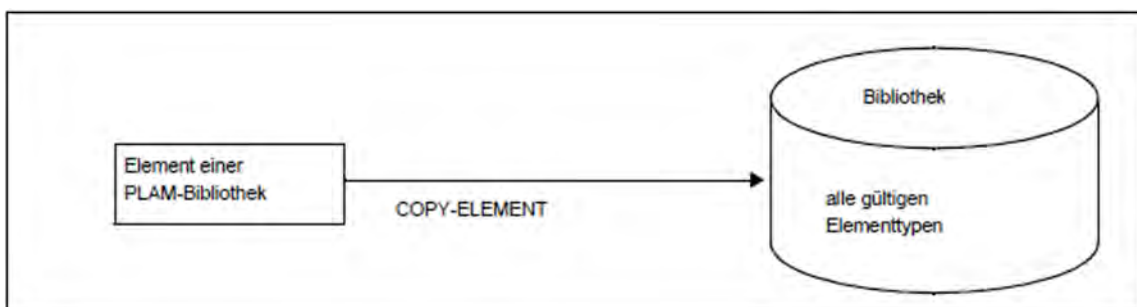 Element einer
PLAM-Bibliothek
COPY-ELEMENT
Bibliothek
alle gültigen
Elementtypen